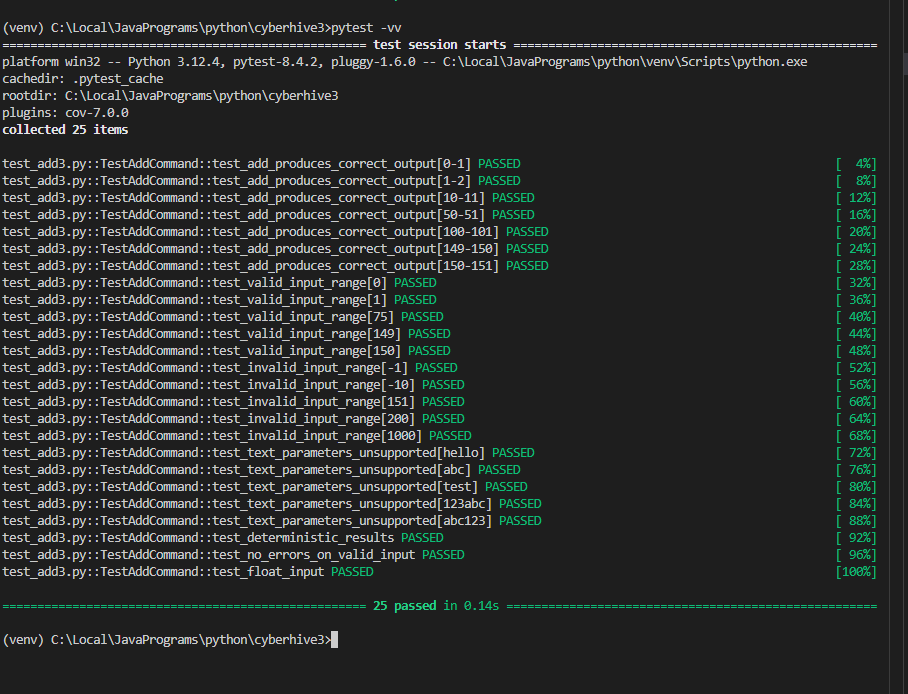 (venv) C:\Local\JavaPrograms\python\cyberhive3>pytest -vv
==================================================== test session starts ====================================================
platform win32 -- Python 3.12.4, pytest-8.4.2, pluggy-1.6.0 -- C:\Local\JavaPrograms\python\venv\Scripts\python.exe
cachedir: .pytest_cache
rootdir: C:\Local\JavaPrograms\python\cyberhive3
plugins: cov-7.0.0
collected 25 items
test_add3.py::TestAddCommand::test_add_produces_correct_output[0-1] PASSED [  4%]
test_add3.py::TestAddCommand::test_add_produces_correct_output[1-2] PASSED [  8%]
test_add3.py::TestAddCommand::test_add_produces_correct_output[10-11] PASSED [ 12%]
test_add3.py::TestAddCommand::test_add_produces_correct_output[50-51] PASSED [ 16%]
test_add3.py::TestAddCommand::test_add_produces_correct_output[100-101] PASSED [ 20%]
test_add3.py::TestAddCommand::test_add_produces_correct_output[149-150] PASSED [ 24%]
test_add3.py::TestAddCommand::test_add_produces_correct_output[150-151] PASSED [ 28%]
test_add3.py::TestAddCommand::test_valid_input_range[0] PASSED [ 32%]
test_add3.py::TestAddCommand::test_valid_input_range[1] PASSED [ 36%]
test_add3.py::TestAddCommand::test_valid_input_range[75] PASSED [ 40%]
test_add3.py::TestAddCommand::test_valid_input_range[149] PASSED [ 44%]
test_add3.py::TestAddCommand::test_valid_input_range[150] PASSED [ 48%]
test_add3.py::TestAddCommand::test_invalid_input_range[-1] PASSED [ 52%]
test_add3.py::TestAddCommand::test_invalid_input_range[-10] PASSED [ 56%]
test_add3.py::TestAddCommand::test_invalid_input_range[151] PASSED [ 60%]
test_add3.py::TestAddCommand::test_invalid_input_range[200] PASSED [ 64%]
test_add3.py::TestAddCommand::test_invalid_input_range[1000] PASSED [ 68%]
test_add3.py::TestAddCommand::test_text_parameters_unsupported[hello] PASSED [ 72%]
test_add3.py::TestAddCommand::test_text_parameters_unsupported[abc] PASSED [ 76%]
test_add3.py::TestAddCommand::test_text_parameters_unsupported[test] PASSED [ 80%]
test_add3.py::TestAddCommand::test_text_parameters_unsupported[123abc] PASSED [ 84%]
test_add3.py::TestAddCommand::test_text_parameters_unsupported[abc123] PASSED [ 88%]
test_add3.py::TestAddCommand::test_deterministic_results PASSED [ 92%]
test_add3.py::TestAddCommand::test_no_errors_on_valid_input PASSED [ 96%]
test_add3.py::TestAddCommand::test_float_input PASSED [100%]
==================================================== 25 passed in 0.14s =====================================================
(venv) C:\Local\JavaPrograms\python\cyberhive3>